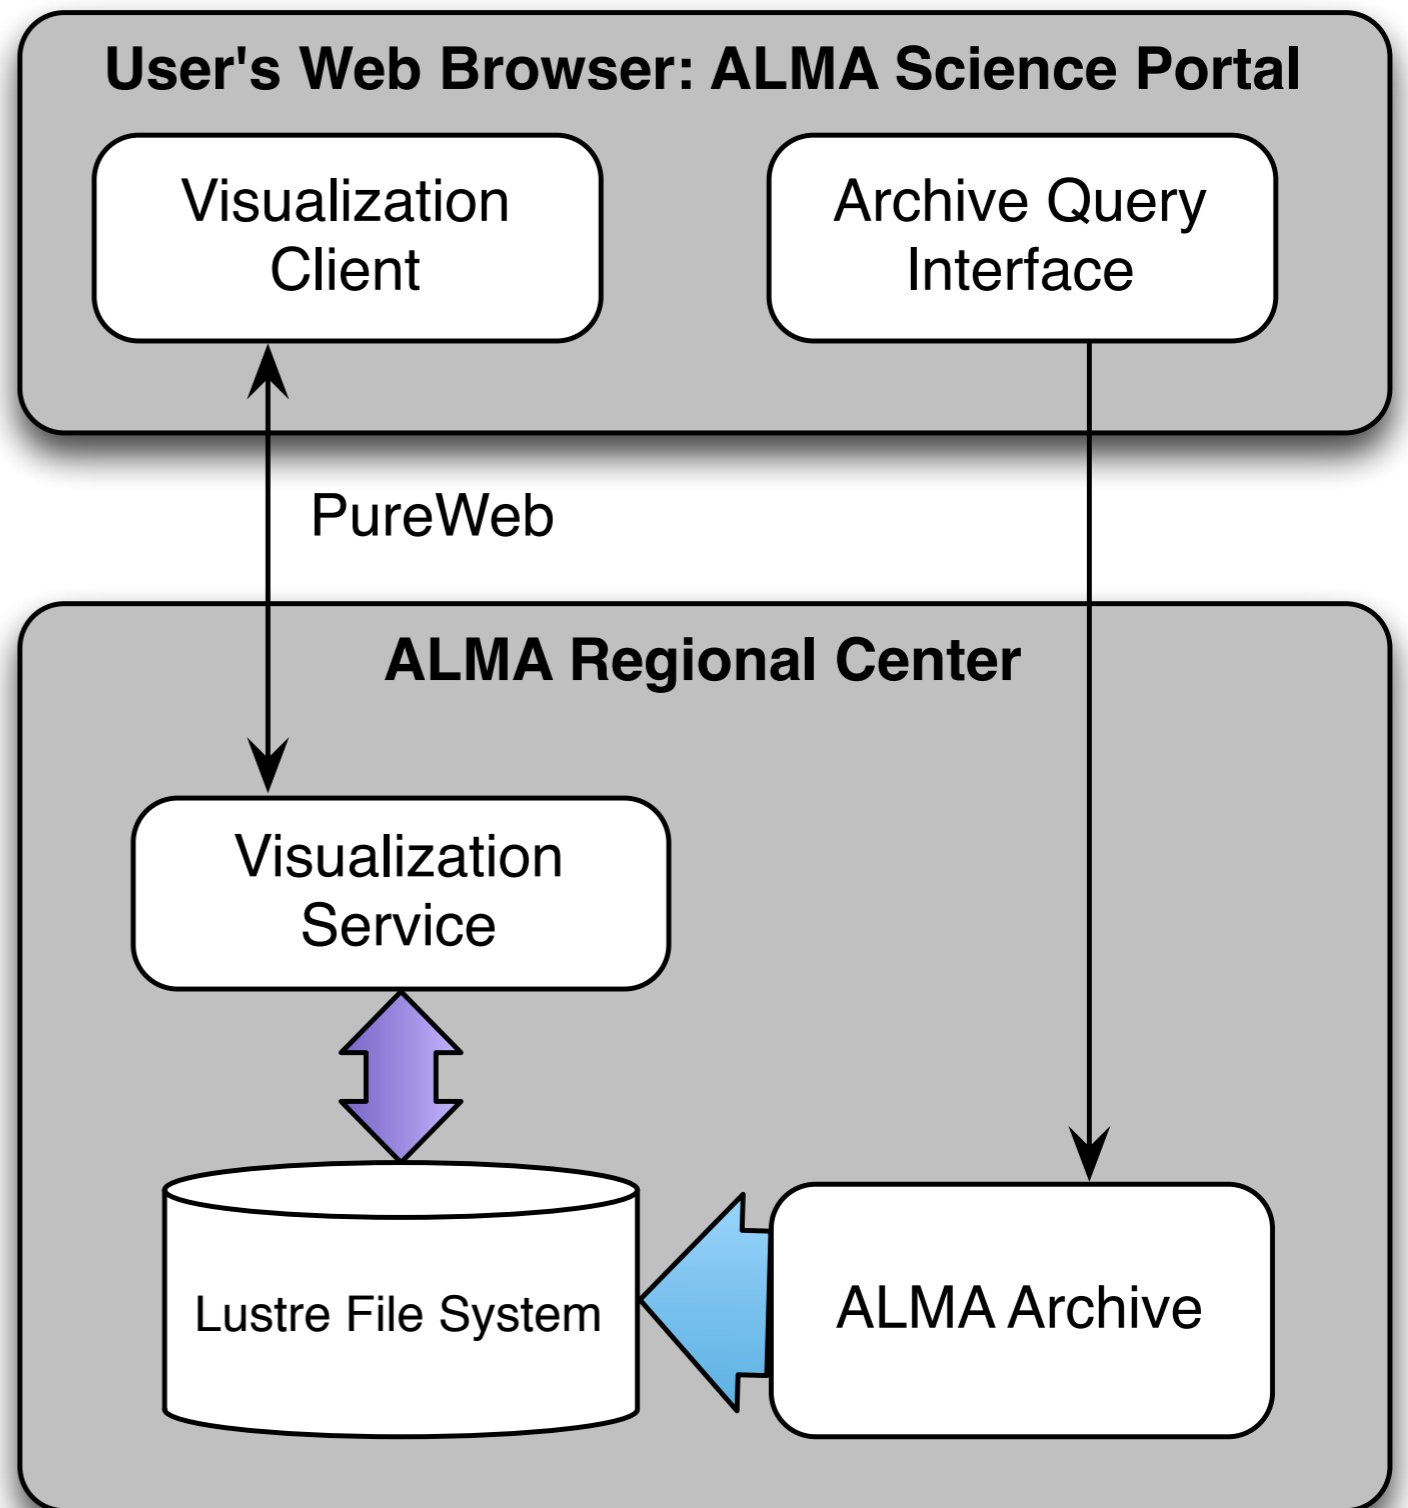 User's Web Browser: ALMA Science Portal
Visualization
Client
Archive Query
Interface
PureWeb
ALMA Regional Center
Visualization
Service
Lustre File System
ALMA Archive